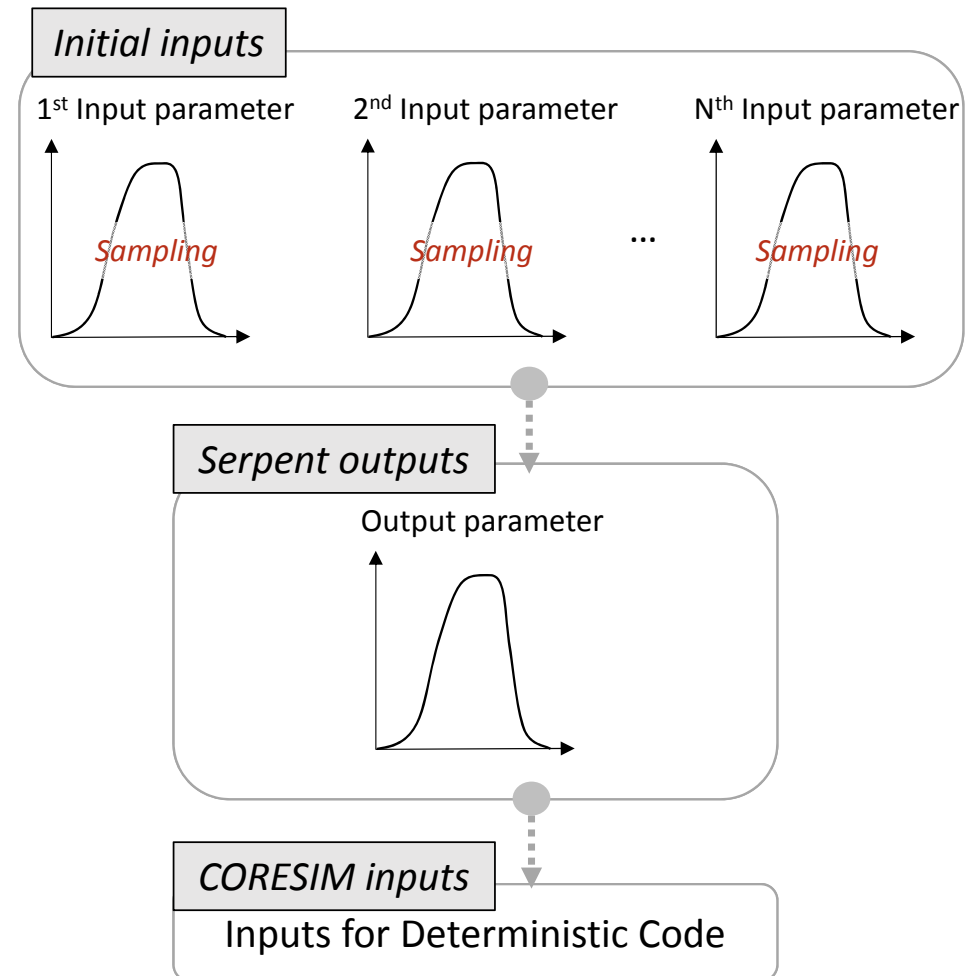 Initial inputs
1st Input parameter
2nd Input parameter
Nth Input parameter
Sampling
Sampling
...
Sampling
Serpent outputs
Output parameter
CORESIM inputs
Inputs for Deterministic Code